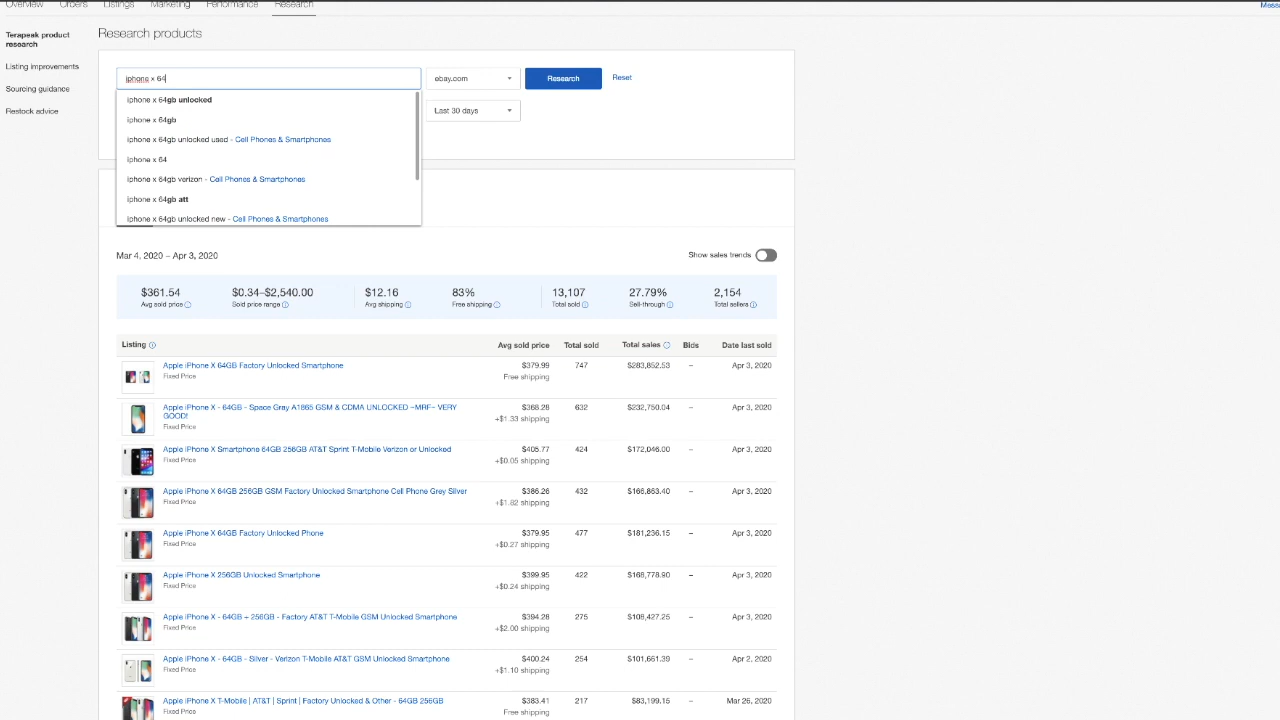 Overview Orders Listings Marketing Performance Research
Messa
Terapeak product
research
Listing improvements
Sourcing guidance
Restock advice
Research products
iphone x 64
ebay.com
Research
Reset
Last 30 days
iphone x 64gb unlocked
iphone x 64gb
iphone x 64gb unlocked used - Cell Phones & Smartphones
iphone x 64
iphone x 64gb verizon - Cell Phones & Smartphones
iphone x 64gb att
iphone x 64gb unlocked new - Cell Phones & Smartphones
Mar 4, 2020 – Apr 3, 2020
Show sales trends
$361.54 $0.34–$2,540.00 $12.16 83% 13,107 27.79% 2,154
Avg sold price Sold price range Avg shipping Free shipping Total sold Sell-through Total sellers
Listing Avg sold price Total sold Total sales Bids Date last sold
Apple iPhone X 64GB Factory Unlocked Smartphone $379.99 747 $283,852.53 – Apr 3, 2020
Fixed Price Free shipping
Apple iPhone X - 64GB - Space Gray A1865 GSM & CDMA UNLOCKED ~MRF~ VERY $368.28 632 $232,750.04 – Apr 3, 2020
GOOD!
+$1.33 shipping
Fixed Price
Apple iPhone X Smartphone 64GB 256GB AT&T Sprint T-Mobile Verizon or Unlocked $405.77 424 $172,046.00 – Apr 3, 2020
Fixed Price +$0.05 shipping
Apple iPhone X 64GB 256GB GSM Factory Unlocked Smartphone Cell Phone Grey Silver $386.26 432 $166,863.40 – Apr 3, 2020
Fixed Price +$1.82 shipping
Apple iPhone X 64GB Factory Unlocked Phone $379.95 477 $181,236.15 – Apr 3, 2020
Fixed Price +$0.27 shipping
Apple iPhone X 256GB Unlocked Smartphone $399.95 422 $168,778.90 – Apr 3, 2020
Fixed Price +$0.24 shipping
Apple iPhone X - 64GB + 256GB - Factory AT&T T-Mobile GSM Unlocked Smartphone $394.28 275 $108,427.25 – Apr 3, 2020
Fixed Price +$2.00 shipping
Apple iPhone X - 64GB - Silver - Verizon T-Mobile AT&T GSM Unlocked Smartphone $400.24 254 $101,661.39 – Apr 2, 2020
Fixed Price +$1.10 shipping
Apple iPhone X T-Mobile | AT&T | Sprint | Factory Unlocked & Other - 64GB 256GB $383.41 217 $83,199.15 – Mar 26, 2020
Fixed Price Free shipping